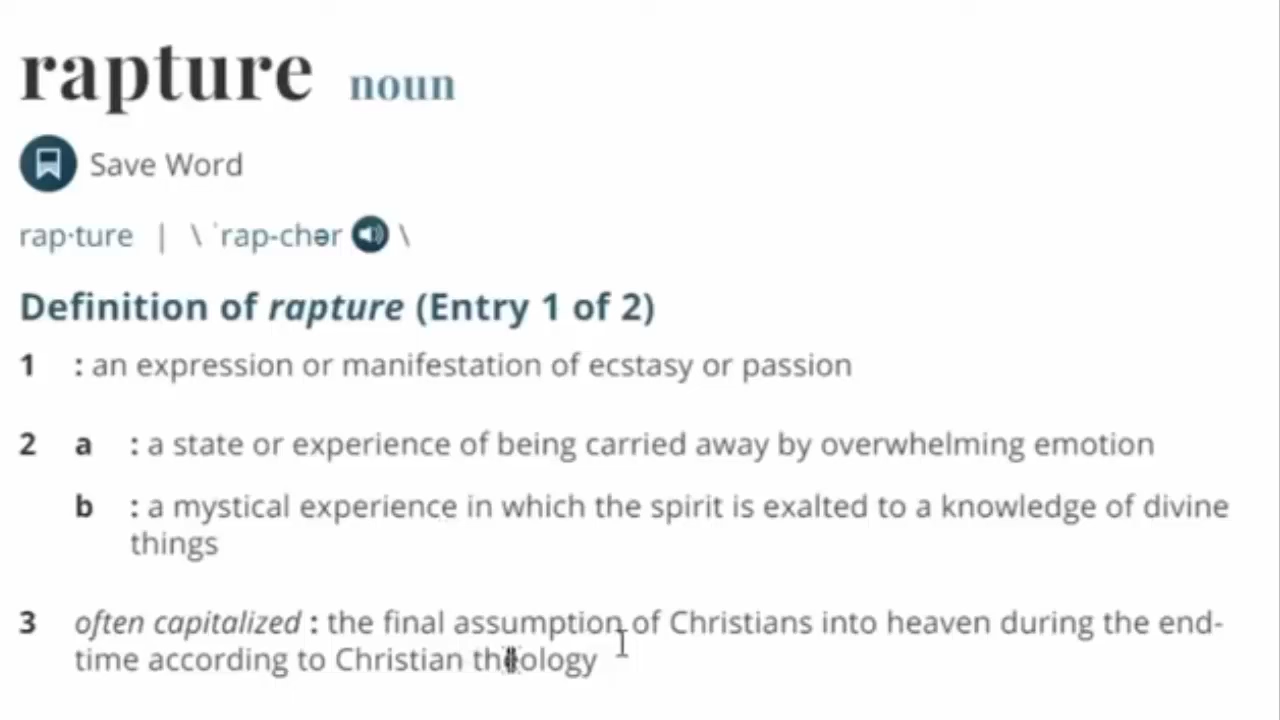 rapture noun
Save Word
rap·ture | \ ˈrap-chər \
Definition of rapture (Entry 1 of 2)
1 : an expression or manifestation of ecstasy or passion
2 a : a state or experience of being carried away by overwhelming emotion
b : a mystical experience in which the spirit is exalted to a knowledge of divine
things
3 often capitalized : the final assumption of Christians into heaven during the end-
time according to Christian theology